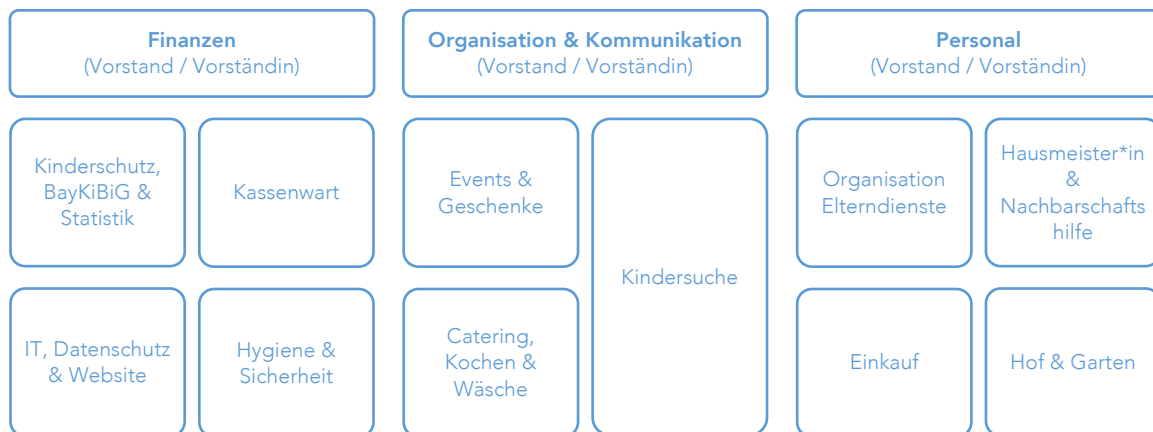 Finanzen
(Vorstand / Vorständin)
Organisation & Kommunikation
(Vorstand / Vorständin)
Personal
(Vorstand / Vorständin)
Kinderschutz,
BayKiBiG &
Statistik
Kassenwart
Events &
Geschenke
Kindersuche
Organisation
Elterndienste
Hausmeister*in
&
Nachbarschafts
hilfe
IT, Datenschutz
& Website
Hygiene &
Sicherheit
Catering,
Kochen &
Wäsche
Einkauf
Hof & Garten